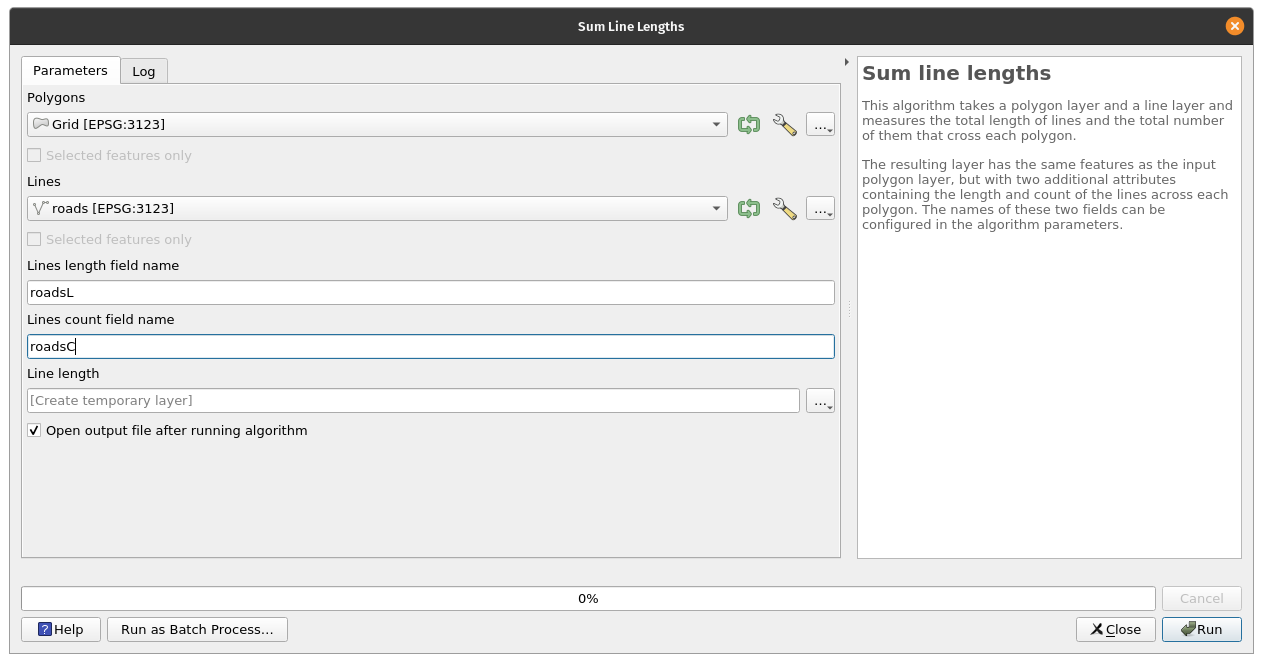 Sum Line Lengths
Parameters
Log
Polygons
Grid [EPSG:3123]
…
Selected features only
Lines
roads [EPSG:3123]
…
Selected features only
Lines length field name
roadsL
Lines count field name
roadsC
Line length
[Create temporary layer]
…
Open output file after running algorithm
Sum line lengths
This algorithm takes a polygon layer and a line layer and
measures the total length of lines and the total number
of them that cross each polygon.
The resulting layer has the same features as the input
polygon layer, but with two additional attributes
containing the length and count of the lines across each
polygon. The names of these two fields can be
configured in the algorithm parameters.
0%
Cancel
Help
Run as Batch Process…
Close
Run